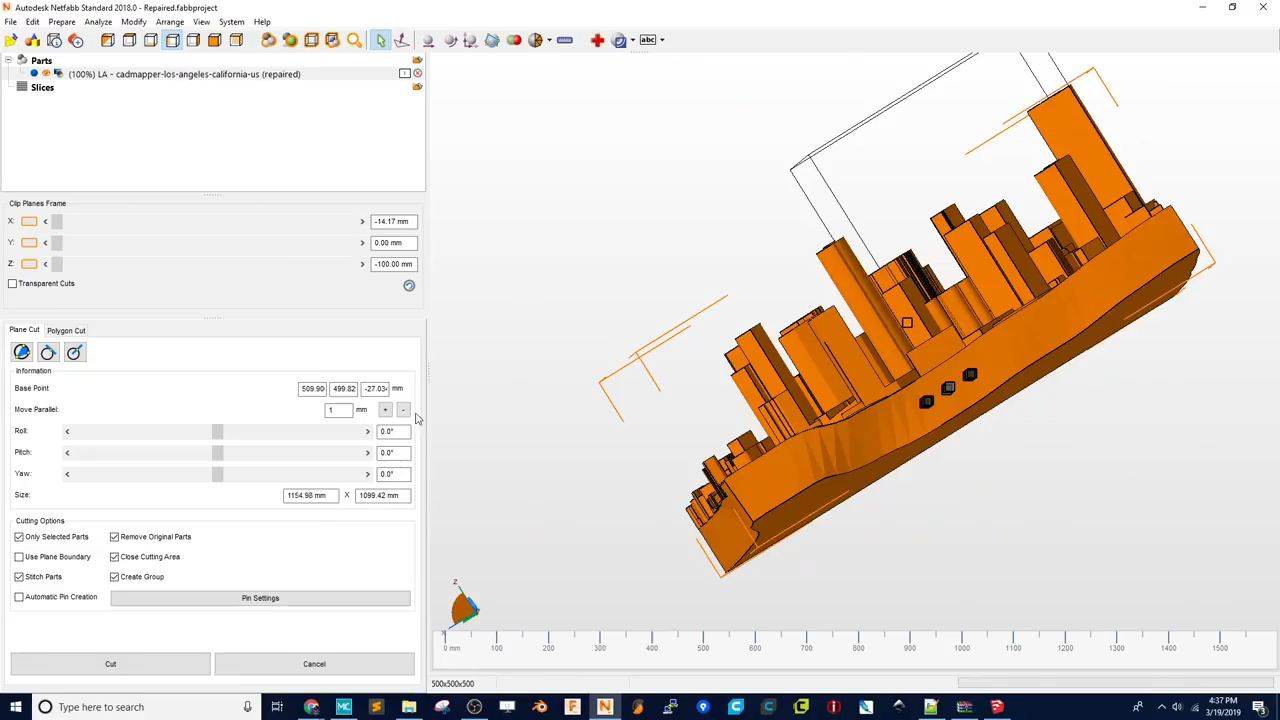 Autodesk Netfabb Standard 2018.0 - Repaired.fabbproject
File Edit Prepare Analyze Modify Arrange View System Help
abc
Parts
(100%) LA - cadmapper-los-angeles-california-us (repaired)
Slices
Clip Planes Frame
X: < > -14.17 mm
Y: < > 0.00 mm
Z: < > -100.00 mm
Transparent Cuts
Plane Cut Polygon Cut
Information
Base Point 509.90 499.82 -27.03 mm
Move Parallel: 1 mm + -
Roll: < > 0.0°
Pitch: < > 0.0°
Yaw: < > 0.0°
Size: 1154.98 mm X 1099.42 mm
Cutting Options
Only Selected Parts Remove Original Parts
Use Plane Boundary Close Cutting Area
Stitch Parts Create Group
Automatic Pin Creation Pin Settings
Cut Cancel
Z
X
0 mm 100 200 300 400 500 600 700 800 900 1000 1100 1200 1300 1400 1500
500x500x500
Type here to search
MC
F
N
4:37 PM
3/19/2019